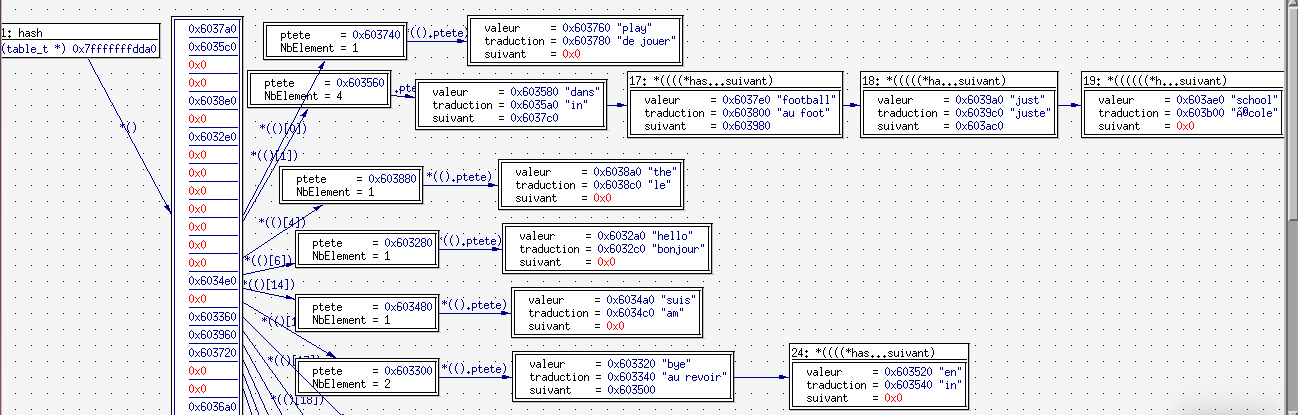 1: hash
(table_t *) 0x7fffffffdda0
*()
0x6037a0
0x6035c0
0x0
0x0
0x6038e0
0x0
0x6032e0
0x0
0x0
0x0
0x0
0x0
0x0
0x0
0x6034e0
0x0
0x603360
0x603960
0x603720
0x0
0x0
0x6036a0
*(()[0])
*(()[1])
*(()[4])
*(()[6])
*(()[14])
*(()[1
*(()[18])
ptete = 0x603740
NbElement = 1
*(().ptete)
valeur = 0x603760 "play"
traduction = 0x603780 "de jouer"
suivant = 0x0
ptete = 0x603560
NbElement = 4
.pte
valeur = 0x603580 "dans"
traduction = 0x6035a0 "in"
suivant = 0x6037c0
17: *((((*has...suivant)
valeur = 0x6037e0 "football"
traduction = 0x603800 "au foot"
suivant = 0x603980
18: *(((((*ha...suivant)
valeur = 0x6039a0 "just"
traduction = 0x6039c0 "juste"
suivant = 0x603ac0
19: *((((((*h...suivant)
valeur = 0x603ae0 "school"
traduction = 0x603b00
suivant = 0x0
ptete = 0x603880
NbElement = 1
*(().ptete)
valeur = 0x6038a0 "the"
traduction = 0x6038c0 "le"
suivant = 0x0
ptete = 0x603280
NbElement = 1
*(().ptete)
valeur = 0x6032a0 "hello"
traduction = 0x6032c0 "bonjour"
suivant = 0x0
ptete = 0x603480
NbElement = 1
*(().ptete)
valeur = 0x6034a0 "suis"
traduction = 0x6034c0 "am"
suivant = 0x0
ptete = 0x603300
NbElement = 2
*(().ptete)
valeur = 0x603320 "bye"
traduction = 0x603340 "au revoir"
suivant = 0x603500
24: *((((*has...suivant)
valeur = 0x603520 "en"
traduction = 0x603540 "in"
suivant = 0x0